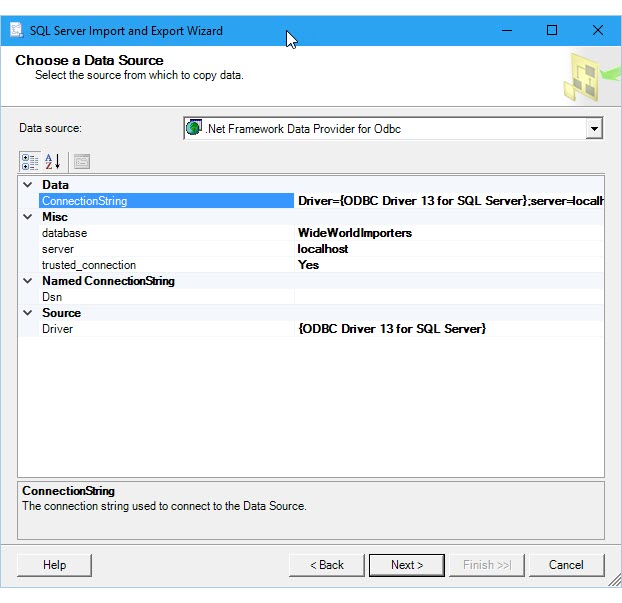 SQL Server Import and Export Wizard
Choose a Data Source
Select the source from which to copy data.
Data source: .Net Framework Data Provider for Odbc
Data
ConnectionString Driver={ODBC Driver 13 for SQL Server};server=localh
Misc
database WideWorldImporters
server localhost
trusted_connection Yes
Named ConnectionString
Dsn
Source
Driver {ODBC Driver 13 for SQL Server}
ConnectionString
The connection string used to connect to the Data Source.
Help < Back Next > Finish >>| Cancel